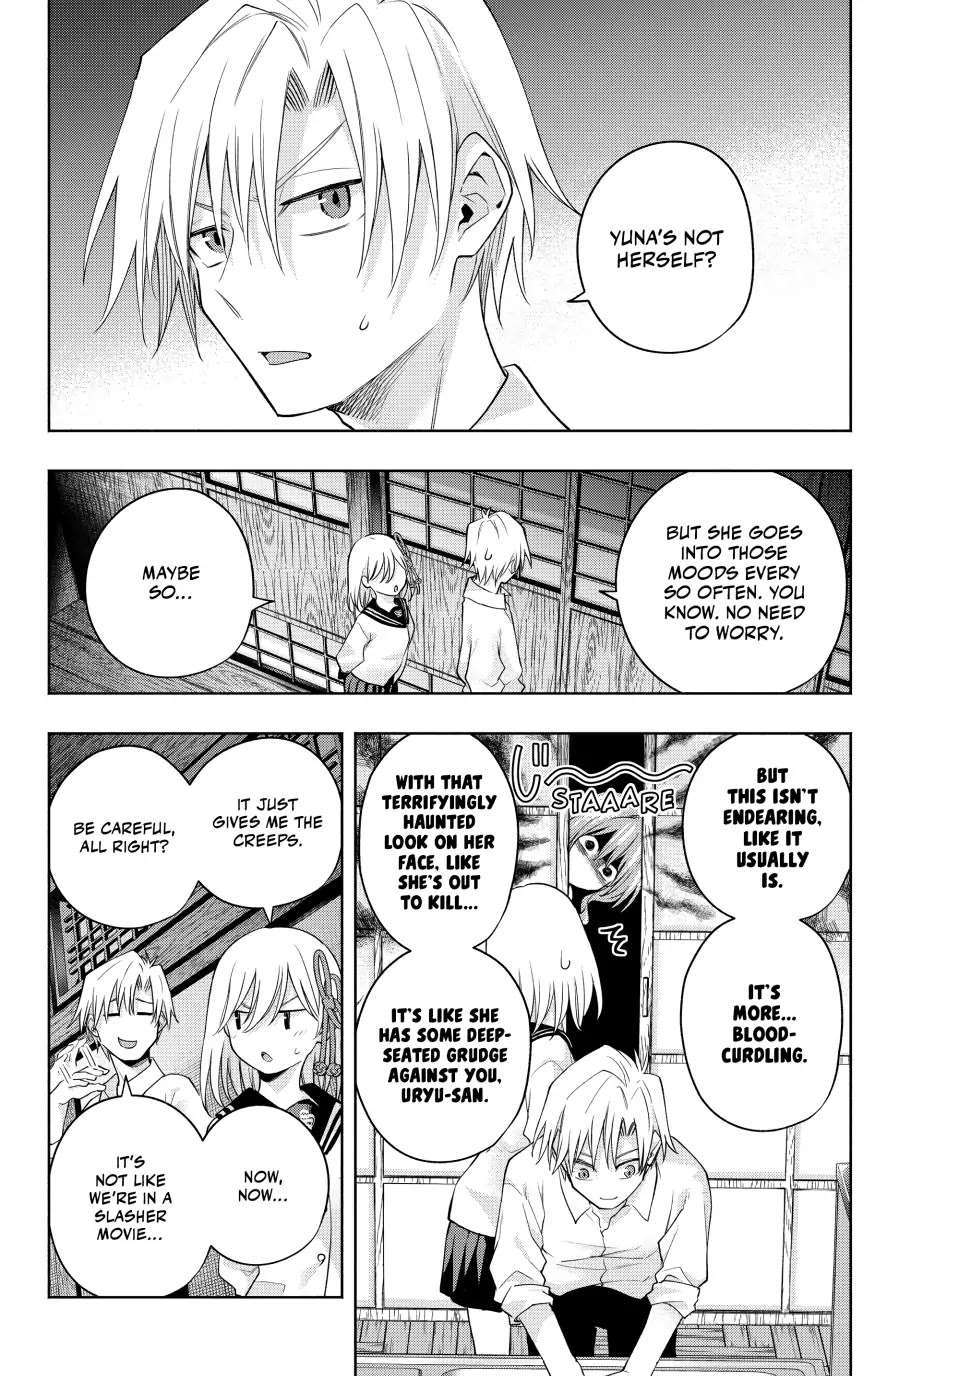 YUNA'S NOT
HERSELF?
BUT SHE GOES
INTO THOSE
MOODS EVERY
SO OFTEN. YOU
KNOW. NO NEED
TO WORRY.
MAYBE
SO...
BUT
THIS ISN'T
ENDEARING,
LIKE IT
USUALLY
IS.
IT'S
MORE...
BLOOD-
CURDLING.
じ〜
STAAARE
て
WITH THAT
TERRIFYINGLY
HAUNTED
LOOK ON HER
FACE, LIKE
SHE'S OUT
TO KILL...
IT'S LIKE SHE
HAS SOME DEEP-
SEATED GRUDGE
AGAINST YOU,
URYU-SAN.
IT JUST
GIVES ME THE
CREEPS.
BE CAREFUL,
ALL RIGHT?
NOW,
NOW...
IT'S
NOT LIKE
WE'RE IN A
SLASHER
MOVIE...